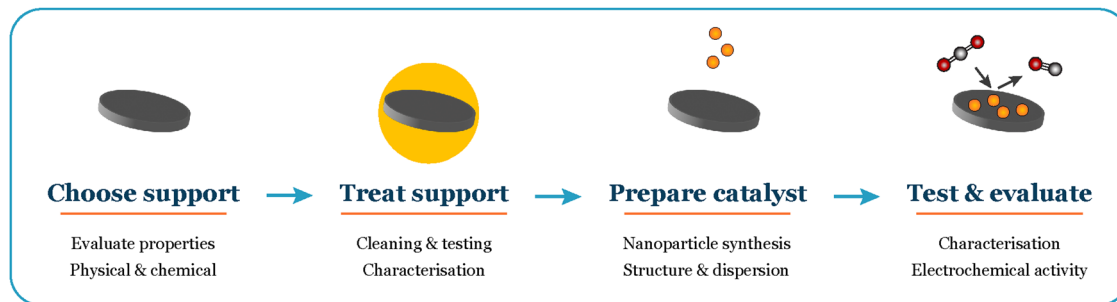 Choose support
Treat support
Prepare catalyst
Test & evaluate
Evaluate properties
Physical & chemical
Cleaning & testing
Characterisation
Nanoparticle synthesis
Structure & dispersion
Characterisation
Electrochemical activity